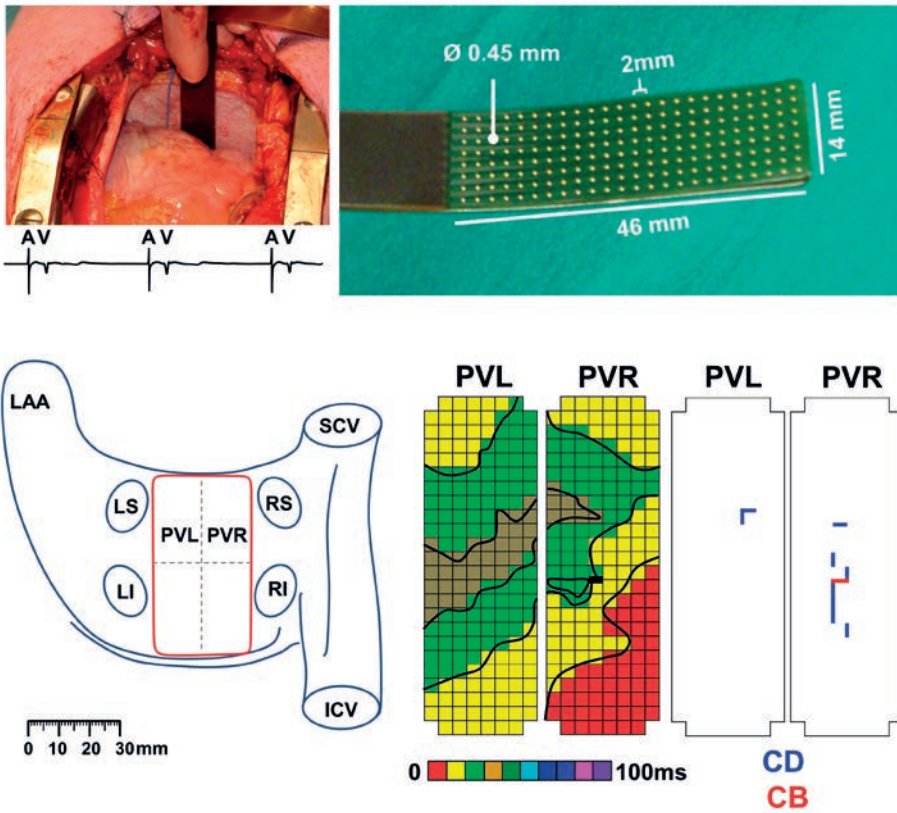 Ø 0.45 mm
2mm
14 mm
46 mm
A V A V A V
PVL PVR PVL PVR
LAA
SCV
LS RS
PVL PVR
LI RI
ICV
0 10 20 30mm
0 100ms
CD
CB